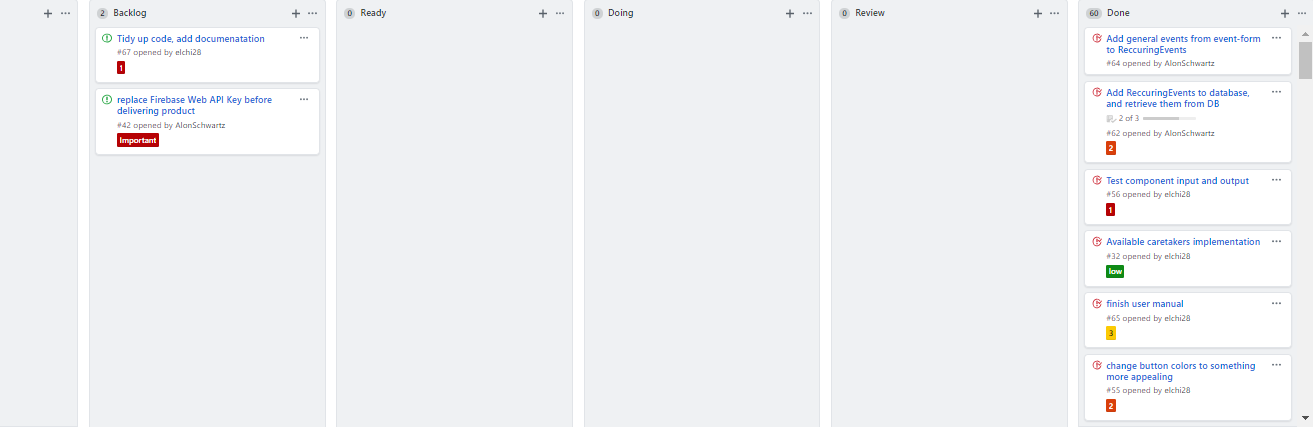 2 Backlog
Tidy up code, add documenatation
#67 opened by elchi28
1
replace Firebase Web API Key before
delivering product
#42 opened by AlonSchwartz
Important
0 Ready
0 Doing
0 Review
60 Done
Add general events from event-form
to ReccuringEvents
#64 opened by AlonSchwartz
Add ReccuringEvents to database,
and retrieve them from DB
2 of 3
#62 opened by AlonSchwartz
2
Test component input and output
#56 opened by elchi28
1
Available caretakers implementation
#32 opened by elchi28
low
finish user manual
#65 opened by elchi28
3
change button colors to something
more appealing
#55 opened by elchi28
2